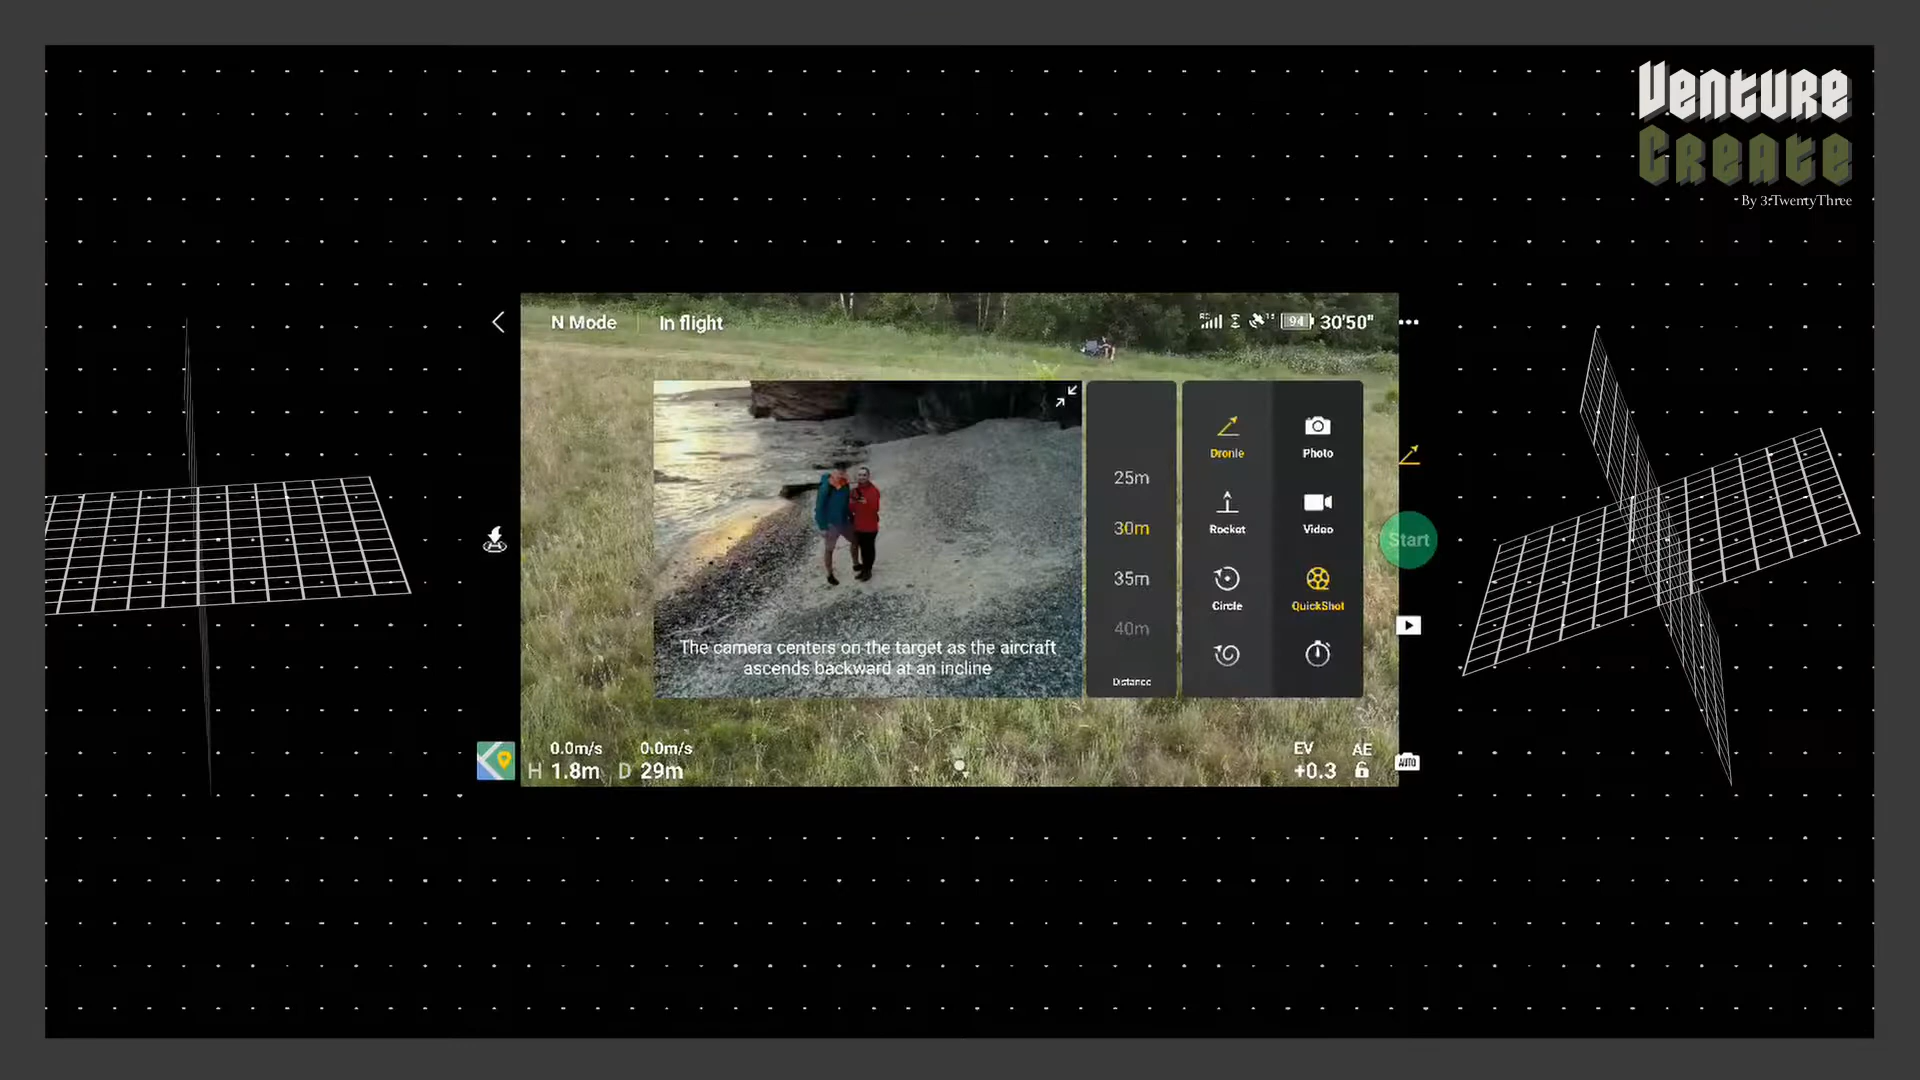 Venture
Create
By 3:TwentyThree
N Mode
In flight
94
30'50"
25m
30m
35m
40m
Distance
Dronie
Photo
Rocket
Video
Circle
QuickShot
Start
The camera centers on the target as the aircraft
ascends backward at an incline
0.0m/s
0.0m/s
H 1.8m
D 29m
EV
+0.3
AE
AUTO